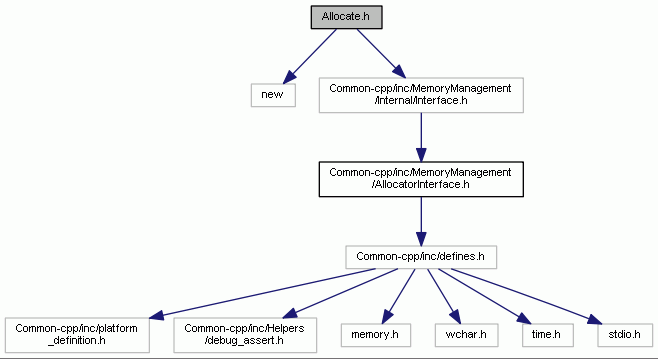 Allocate.h
new
Common-cpp/inc/MemoryManagement
/Internal/Interface.h
Common-cpp/inc/MemoryManagement
/AllocatorInterface.h
Common-cpp/inc/defines.h
Common-cpp/inc/platform
_definition.h
Common-cpp/inc/Helpers
/debug_assert.h
memory.h
wchar.h
time.h
stdio.h